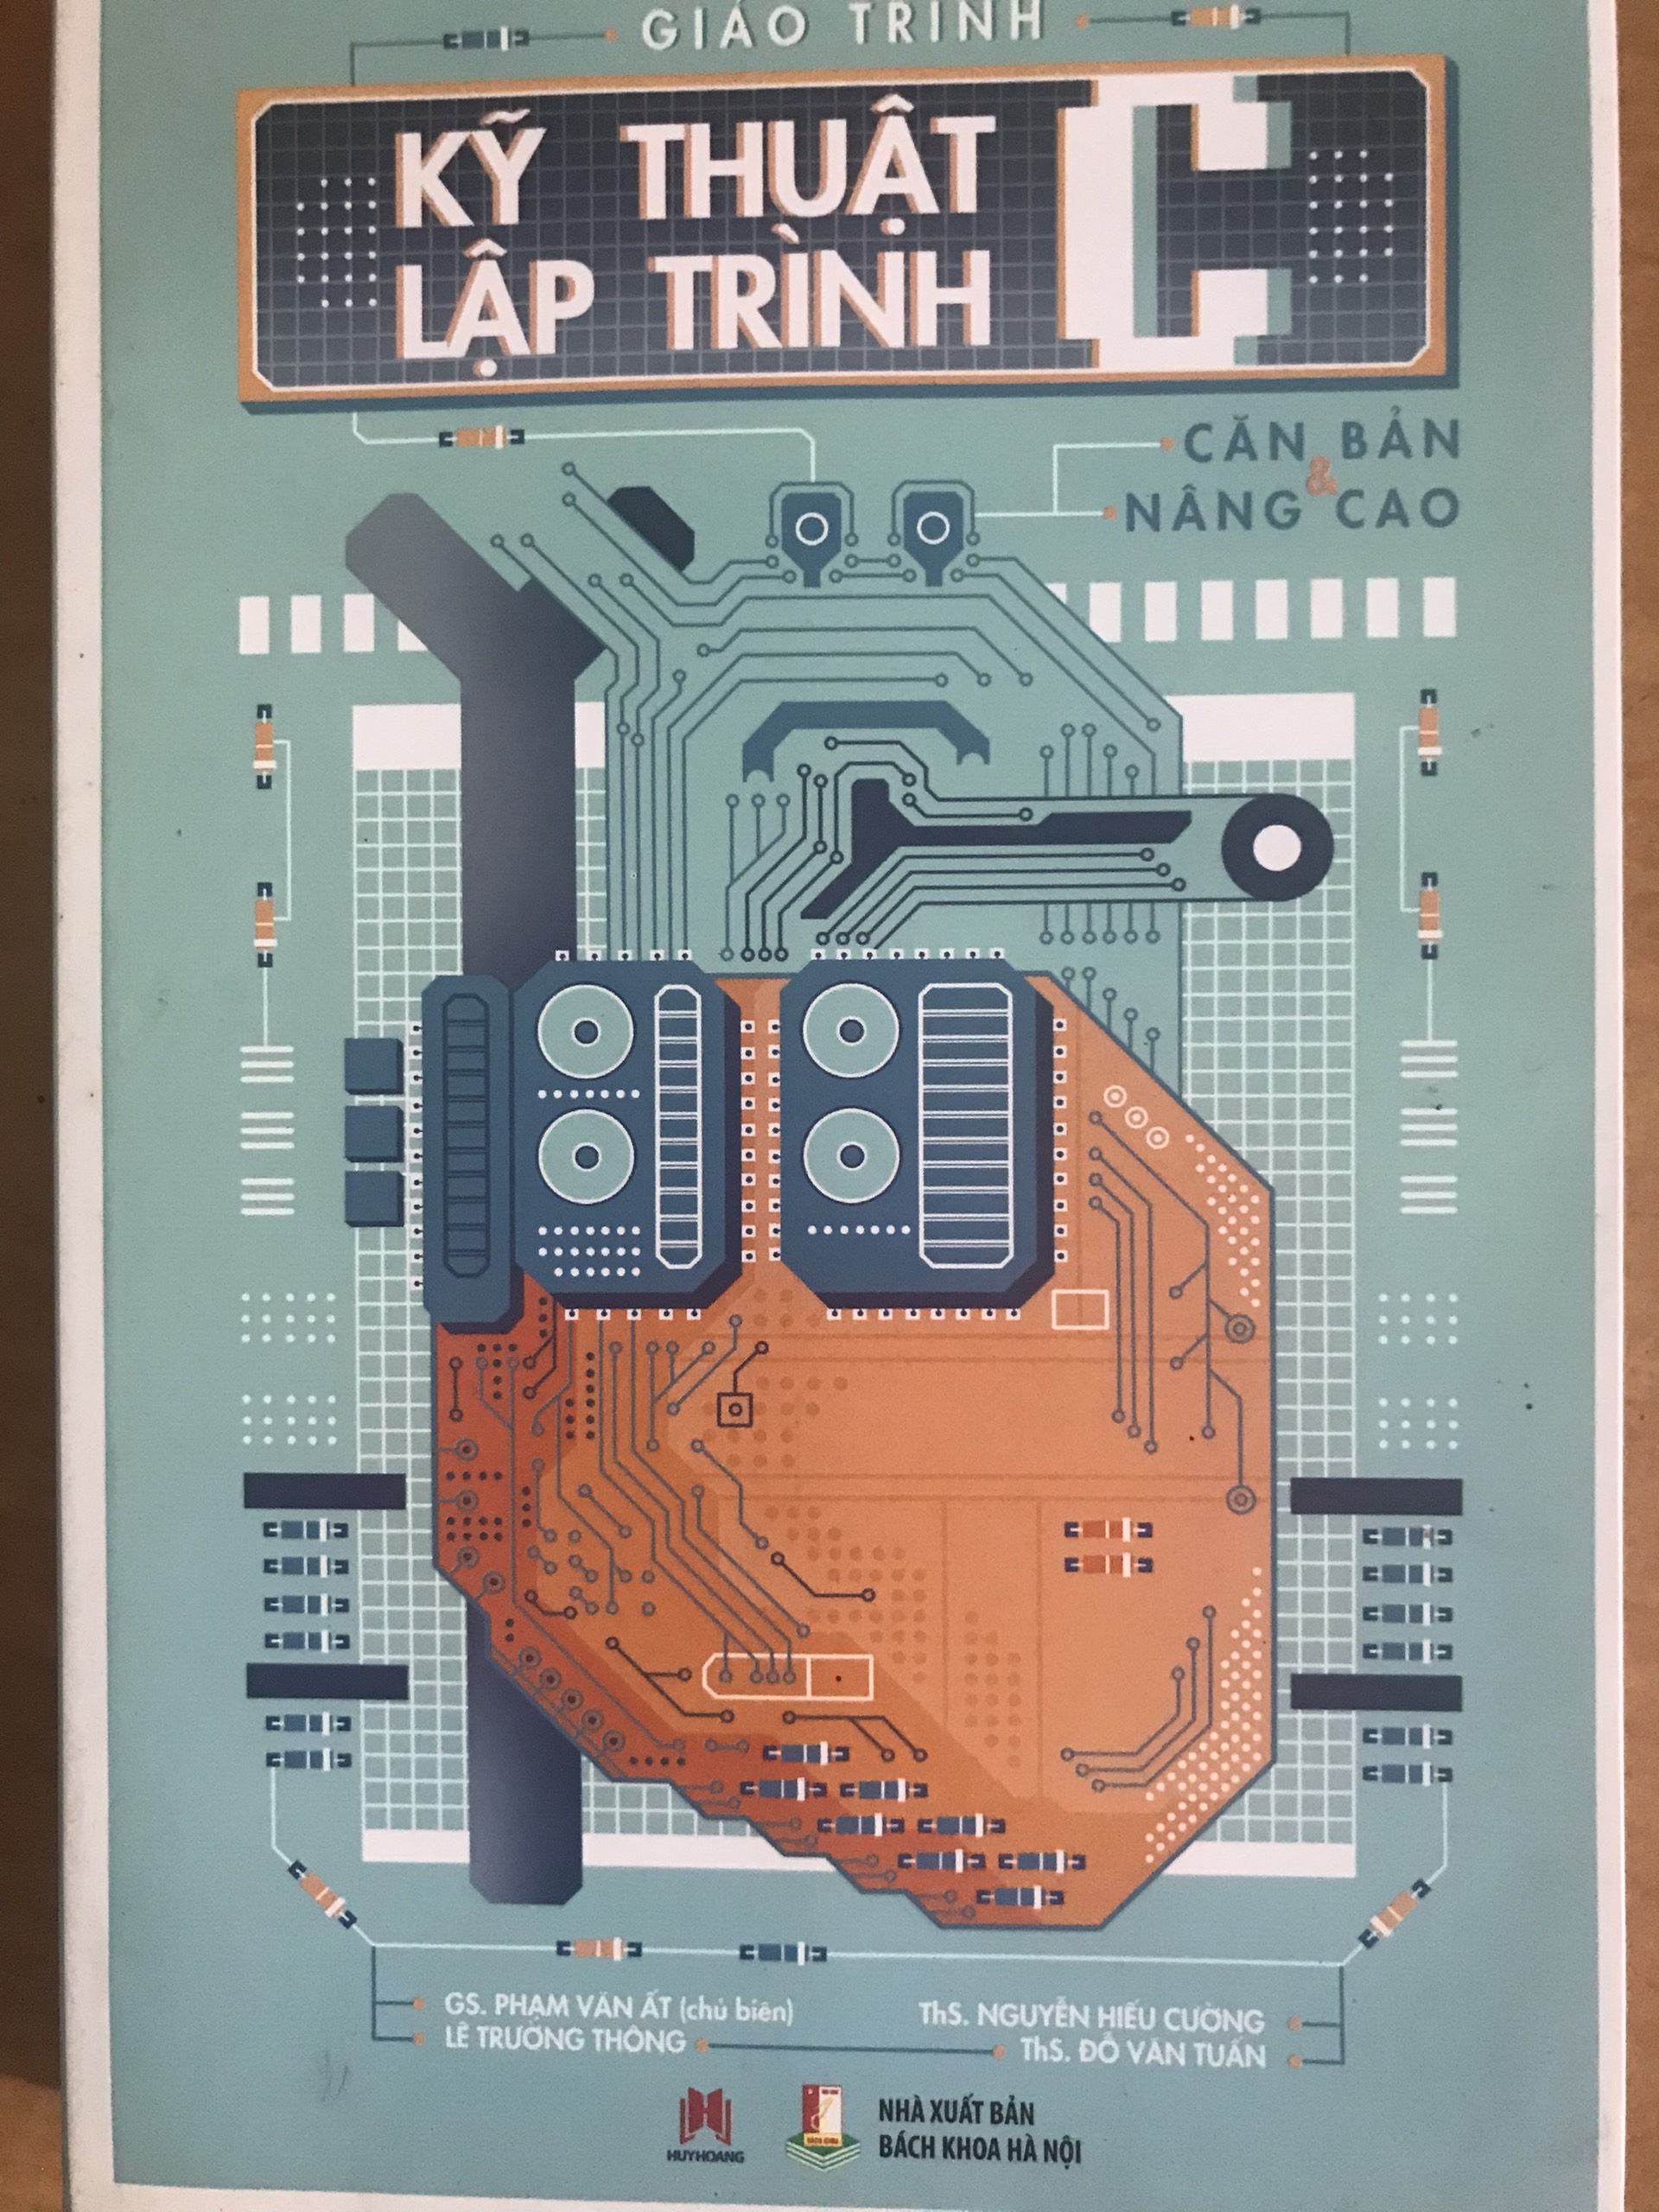 GIÁO TRÌNH
KỸ THUẬT
LẬP TRÌNH
C
CĂN BẢN
&
NÂNG CAO
GS. PHẠM VĂN ẤT (chủ biên)
LÊ TRƯỜNG THÔNG
ThS. NGUYỄN HIẾU CƯỜNG
ThS. ĐỖ VĂN TUẤN
HUYHOANG
NHÀ XUẤT BẢN
BÁCH KHOA HÀ NỘI